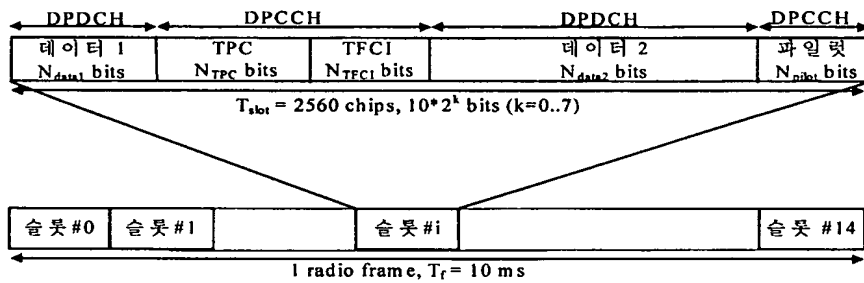 DPDCH DPCCH DPDCH DPCCH
데이터 1 TPC TFCI 데이터 2 파일럿
N_data1 bits N_TPC bits N_TFCI bits N_data2 bits N_pilot bits
T_slot = 2560 chips, 10*2^k bits (k=0..7)
슬롯 #0 슬롯 #1 슬롯 #i 슬롯 #14
1 radio frame, T_f = 10 ms